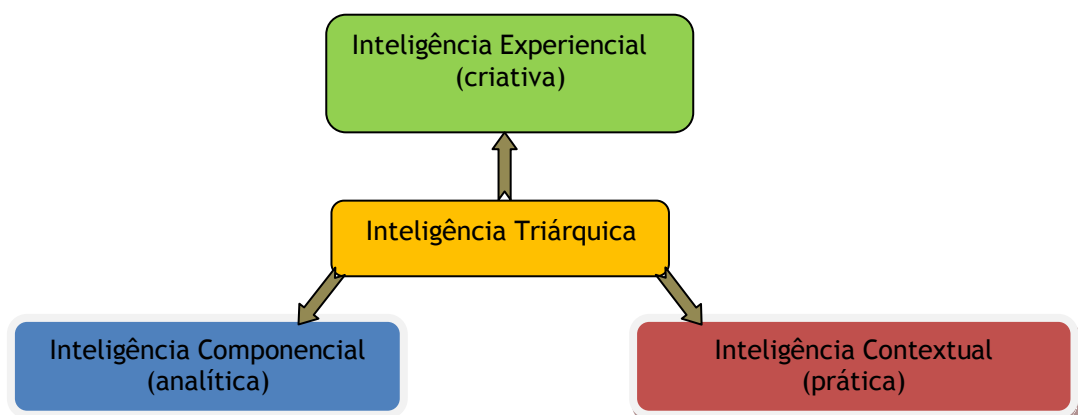 Inteligência Experiencial
(criativa)
Inteligência Triárquica
Inteligência Componencial
(analítica)
Inteligência Contextual
(prática)